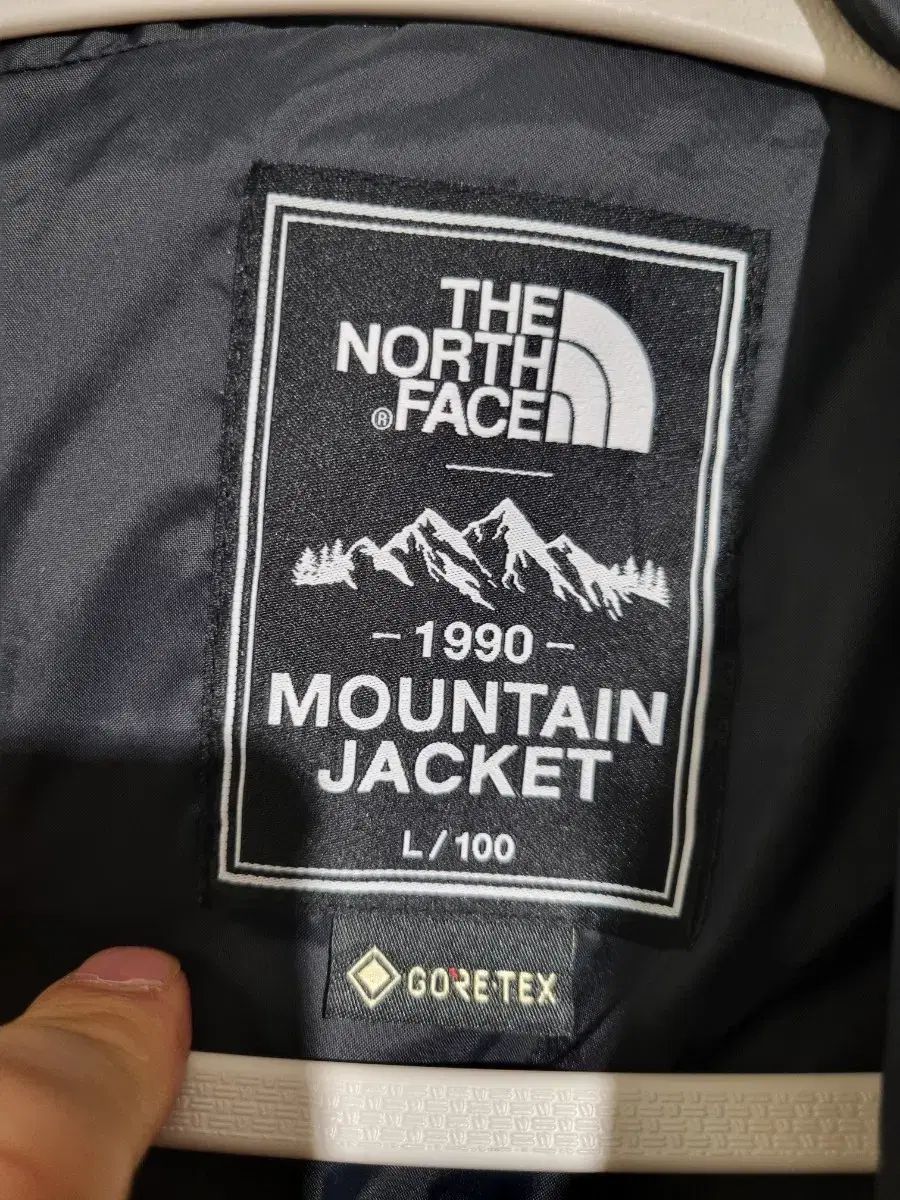 THE
NORTH
®FACE
- 1990 -
MOUNTAIN
JACKET
L / 100
GORE-TEX